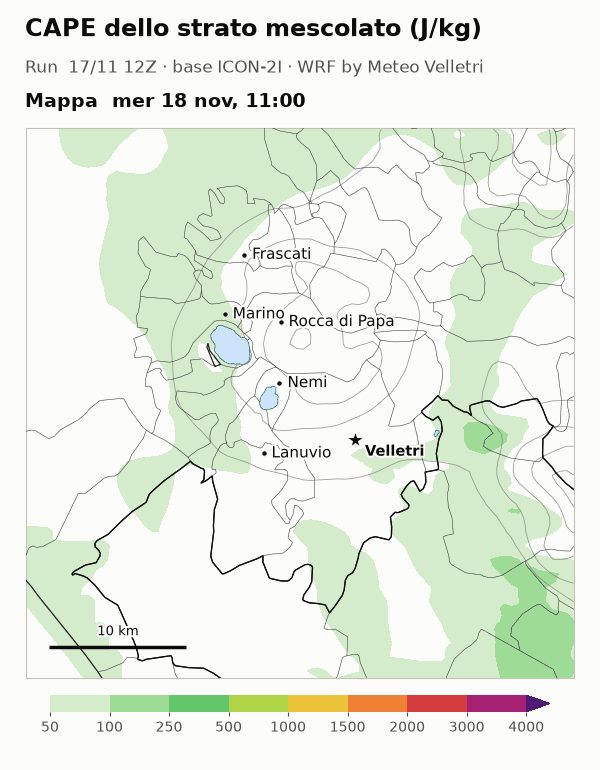 CAPE dello strato mescolato (J/kg)
Run  17/11 12Z · base ICON-2I · WRF by Meteo Velletri
Mappa  mer 18 nov, 11:00
Frascati
Marino
Rocca di Papa
Nemi
Velletri
Lanuvio
10 km
50 100 250 500 1000 1500 2000 3000 4000